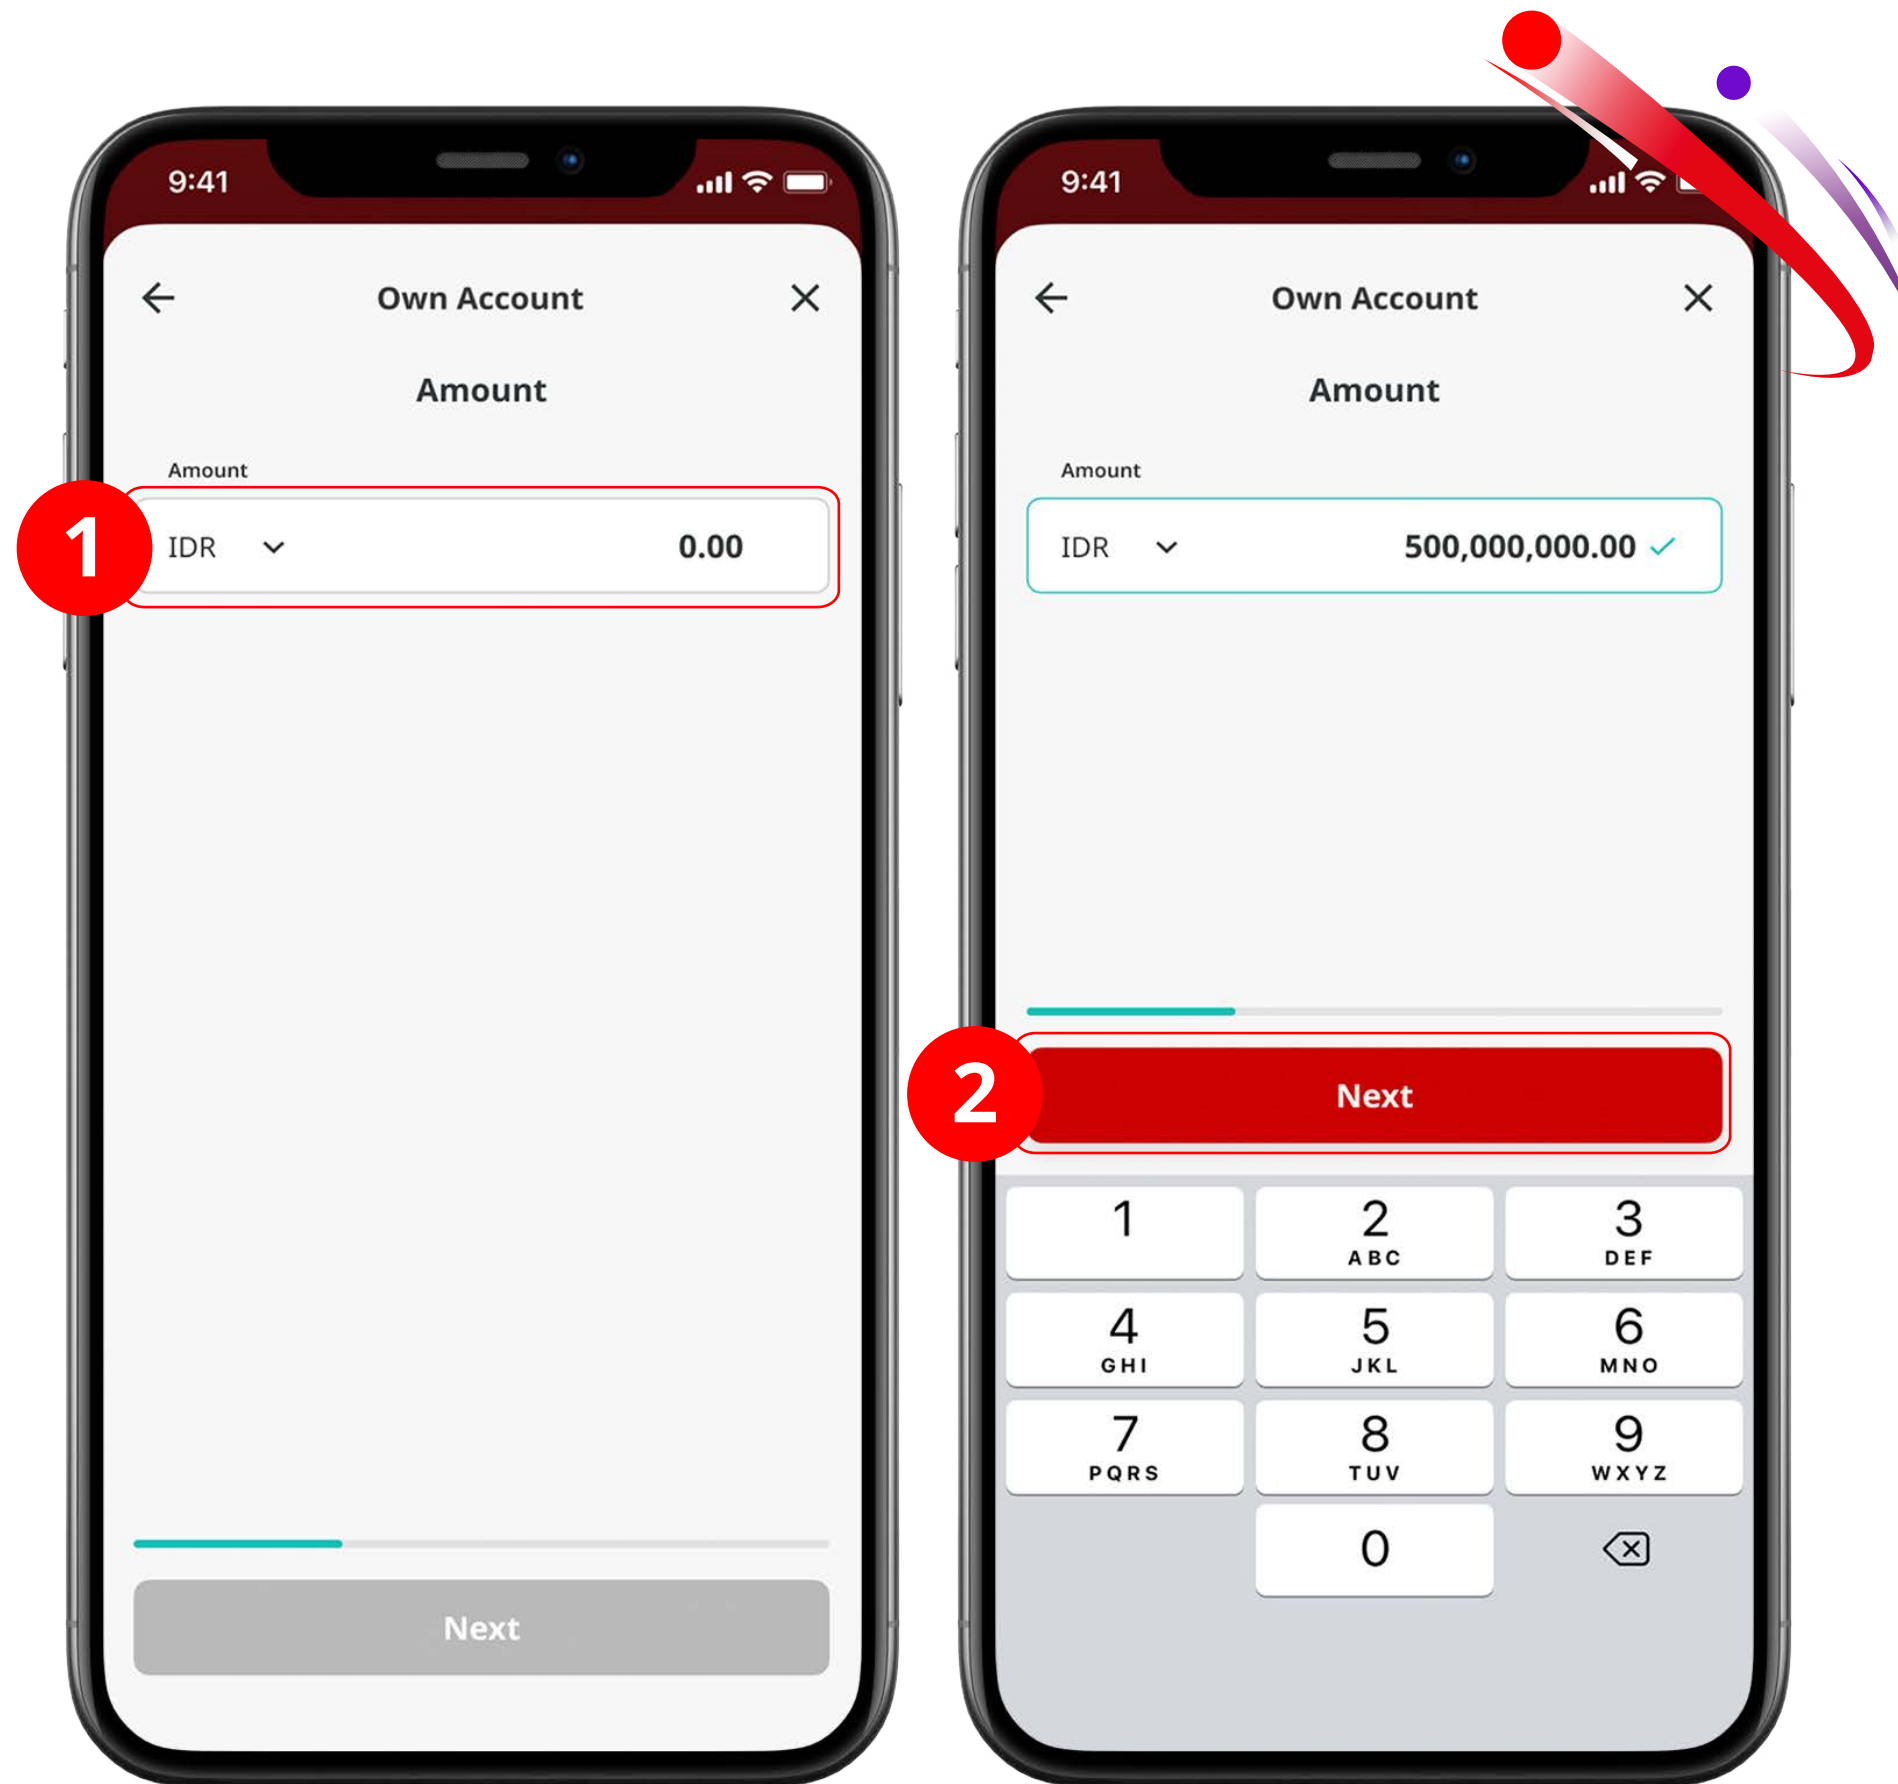 9:41
Own Account
Amount
Amount
1
IDR 0.00
Next
9:41
Own Account
Amount
Amount
IDR 500,000,000.00
2
Next
1 2 3
ABC DEF
4 5 6
GHI JKL MNO
7 8 9
PQRS TUV WXYZ
0